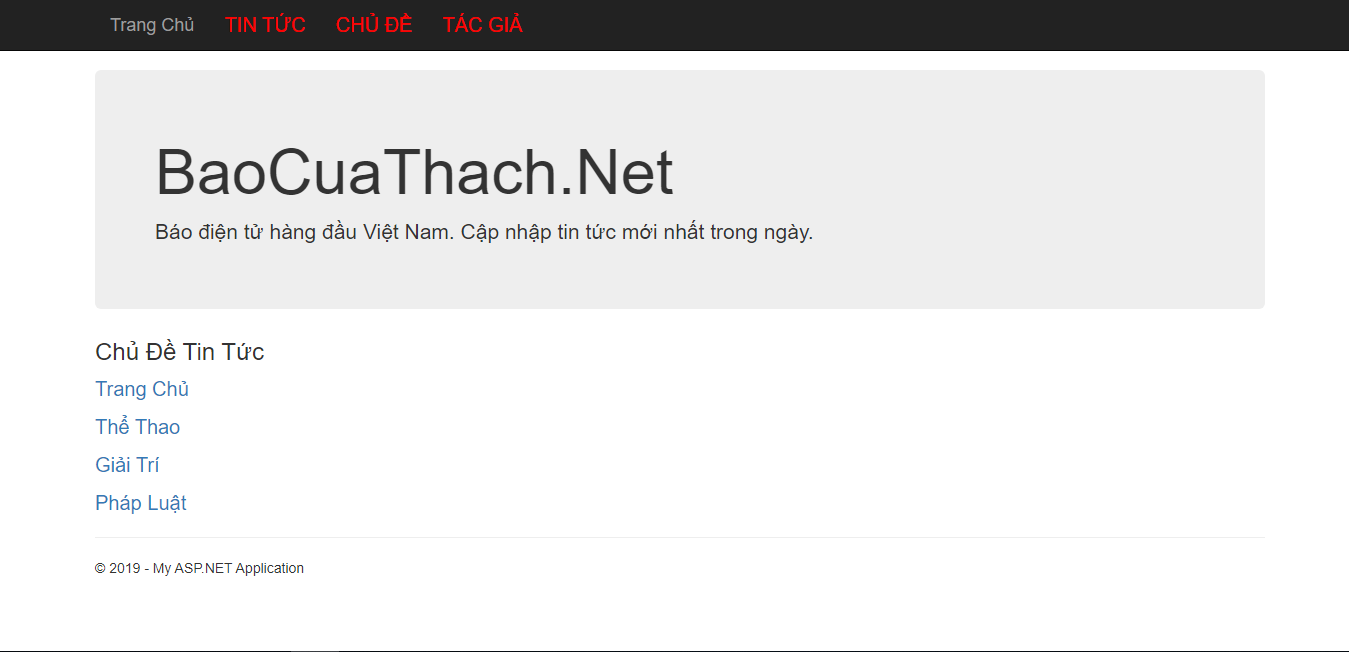 Trang Chủ TIN TỨC CHỦ ĐỀ TÁC GIẢ
BaoCuaThach.Net
Báo điện tử hàng đầu Việt Nam. Cập nhập tin tức mới nhất trong ngày.
Chủ Đề Tin Tức
Trang Chủ
Thể Thao
Giải Trí
Pháp Luật
© 2019 - My ASP.NET Application